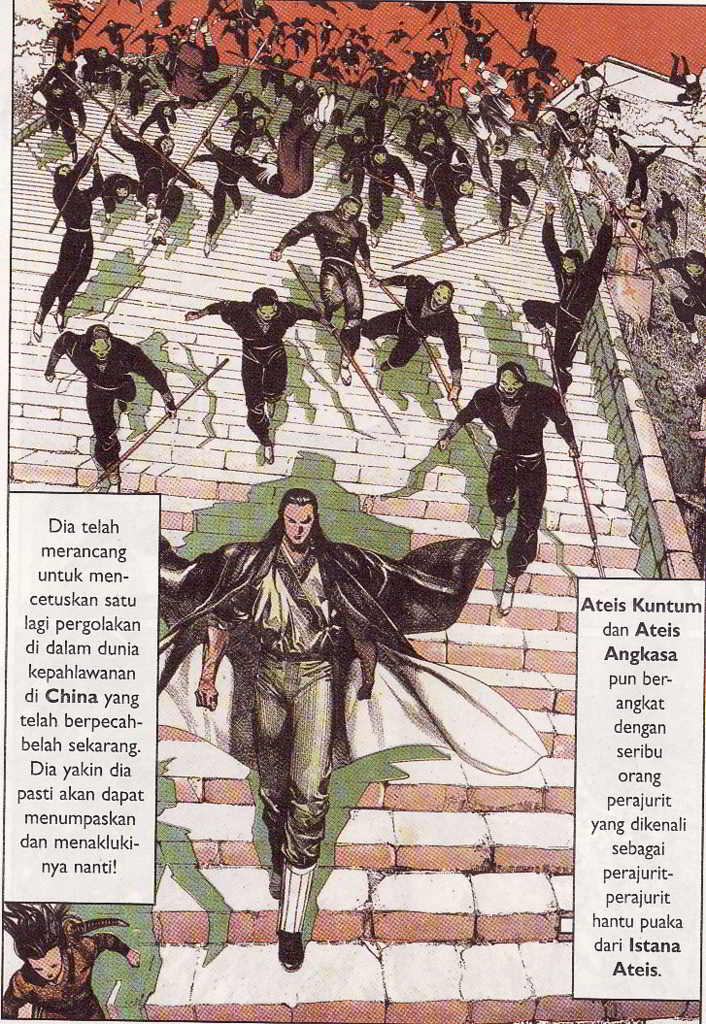 Dia telah
merancang
untuk men-
cetuskan satu
lagi pergolakan
di dalam dunia
kepahlawanan
di China yang
telah berpecah-
belah sekarang.
Dia yakin dia
pasti akan dapat
menumpaskan
dan menakluki-
nya nanti!
Ateis Kuntum
dan Ateis
Angkasa
pun ber-
angkat
dengan
seribu
orang
perajurit
yang dikenali
sebagai
perajurit-
perajurit
hantu puaka
dari Istana
Ateis.